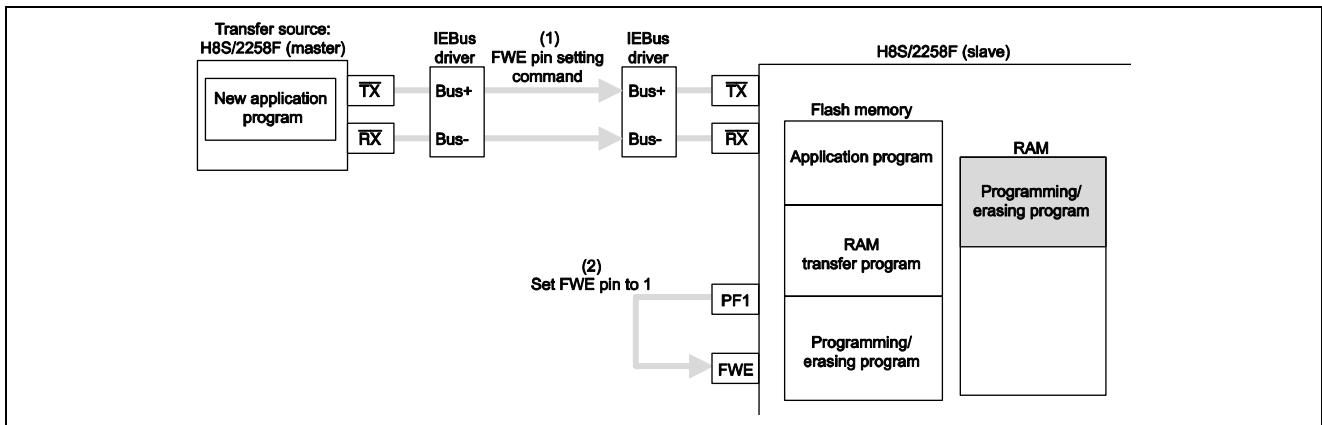 Transfer source:
H8S/2258F (master)
New application
program
TX
RX
IEBus
driver
Bus+
Bus-
(1)
FWE pin setting
command
IEBus
driver
Bus+
Bus-
TX
RX
H8S/2258F (slave)
Flash memory
Application program
RAM
transfer program
Programming/
erasing program
RAM
Programming/
erasing program
(2)
Set FWE pin to 1
PF1
FWE